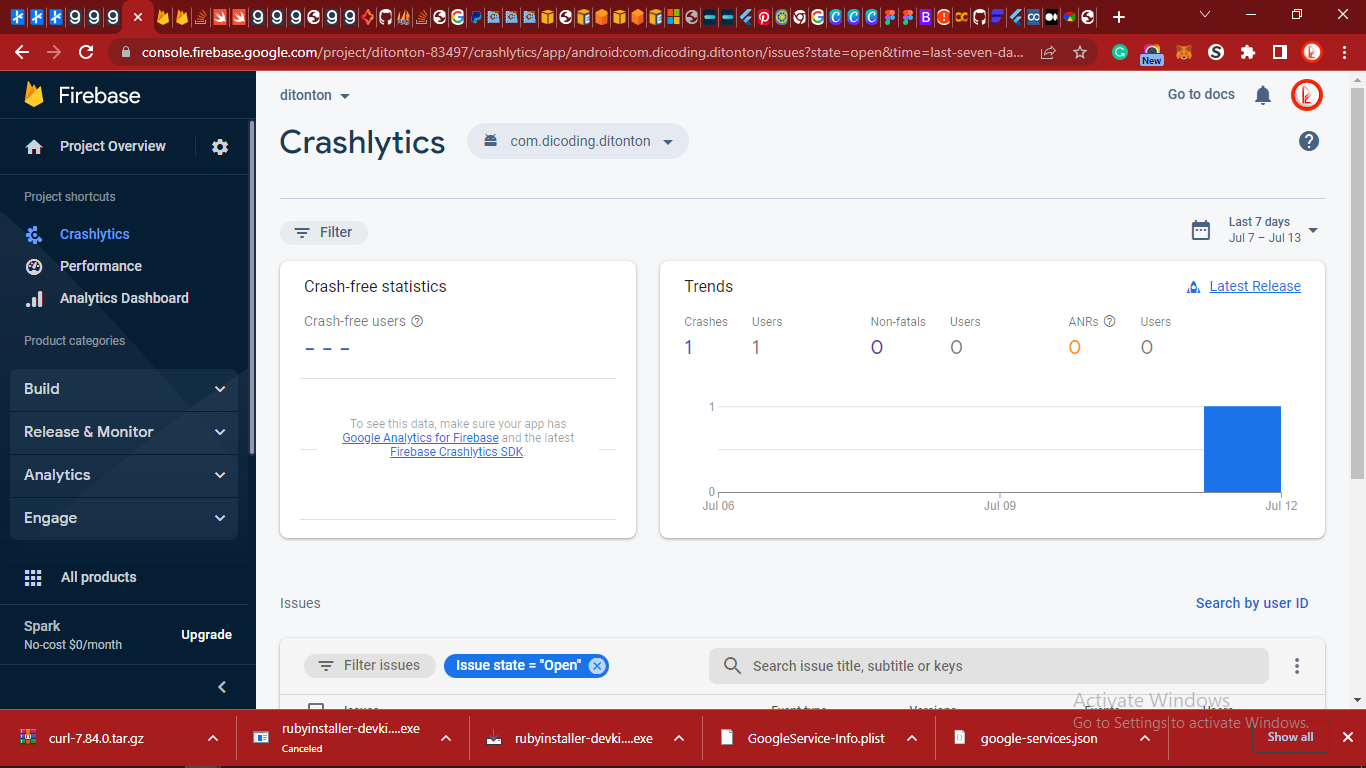 console.firebase.google.com/project/ditonton-83497/crashlytics/app/android:com.dicoding.ditonton/issues?state=open&time=last-seven-da...
New
Firebase
Project Overview
Project shortcuts
Crashlytics
Performance
Analytics Dashboard
Product categories
Build
Release & Monitor
Analytics
Engage
All products
Spark
No-cost $0/month
Upgrade
ditonton
Go to docs
Crashlytics
com.dicoding.ditonton
Filter
Last 7 days
Jul 7 – Jul 13
Crash-free statistics
Crash-free users
– – –
To see this data, make sure your app has
Google Analytics for Firebase and the latest
Firebase Crashlytics SDK.
Trends
Latest Release
Crashes Users Non-fatals Users ANRs Users
1 1 0 0 0 0
1
0
Jul 06 Jul 09 Jul 12
Issues
Search by user ID
Filter issues
Issue state = "Open"
Search issue title, subtitle or keys
Issues Event type Versions Events Users
Activate Windows
Go to Settings to activate Windows.
curl-7.84.0.tar.gz
rubyinstaller-devki....exe
Canceled
rubyinstaller-devki....exe
GoogleService-Info.plist
google-services.json
Show all